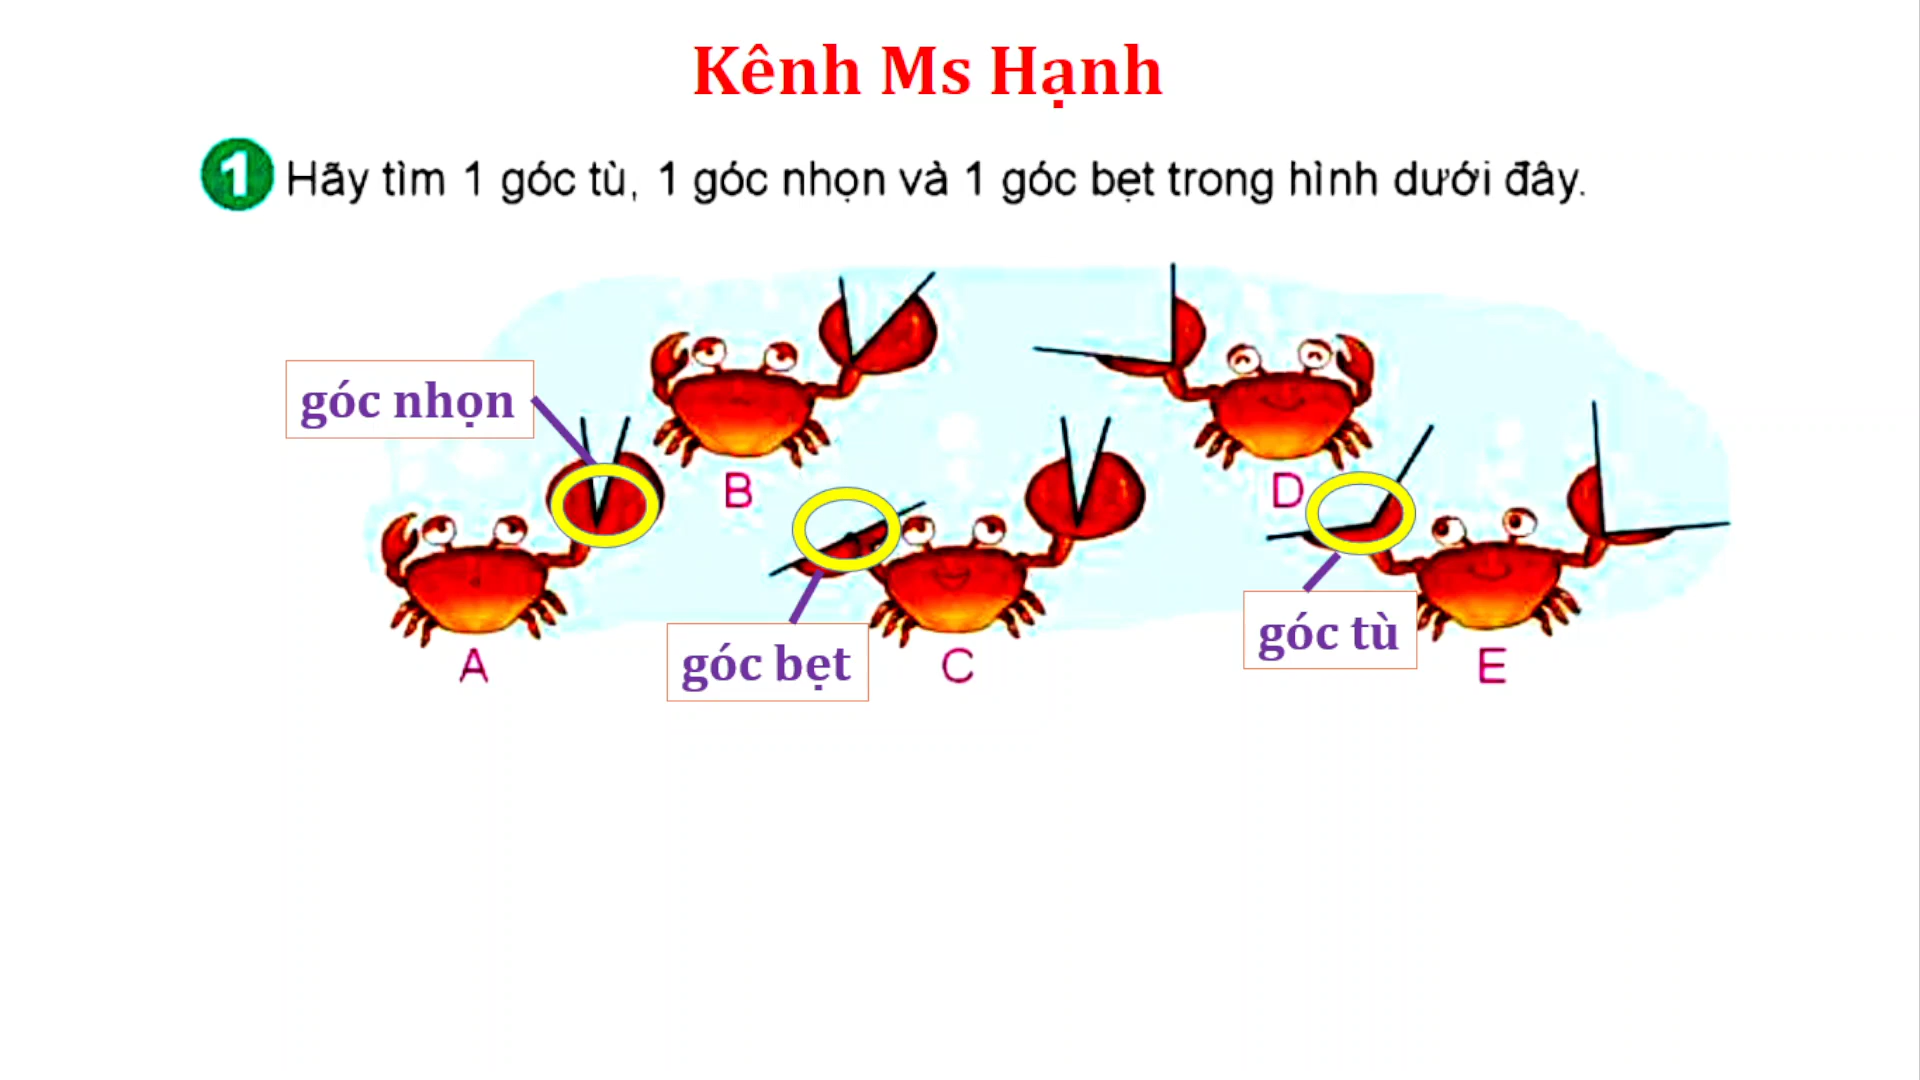 Kênh Ms Hạnh
1 Hãy tìm 1 góc tù, 1 góc nhọn và 1 góc bẹt trong hình dưới đây.
góc nhọn
B
D
góc bẹt
góc tù
A
C
E